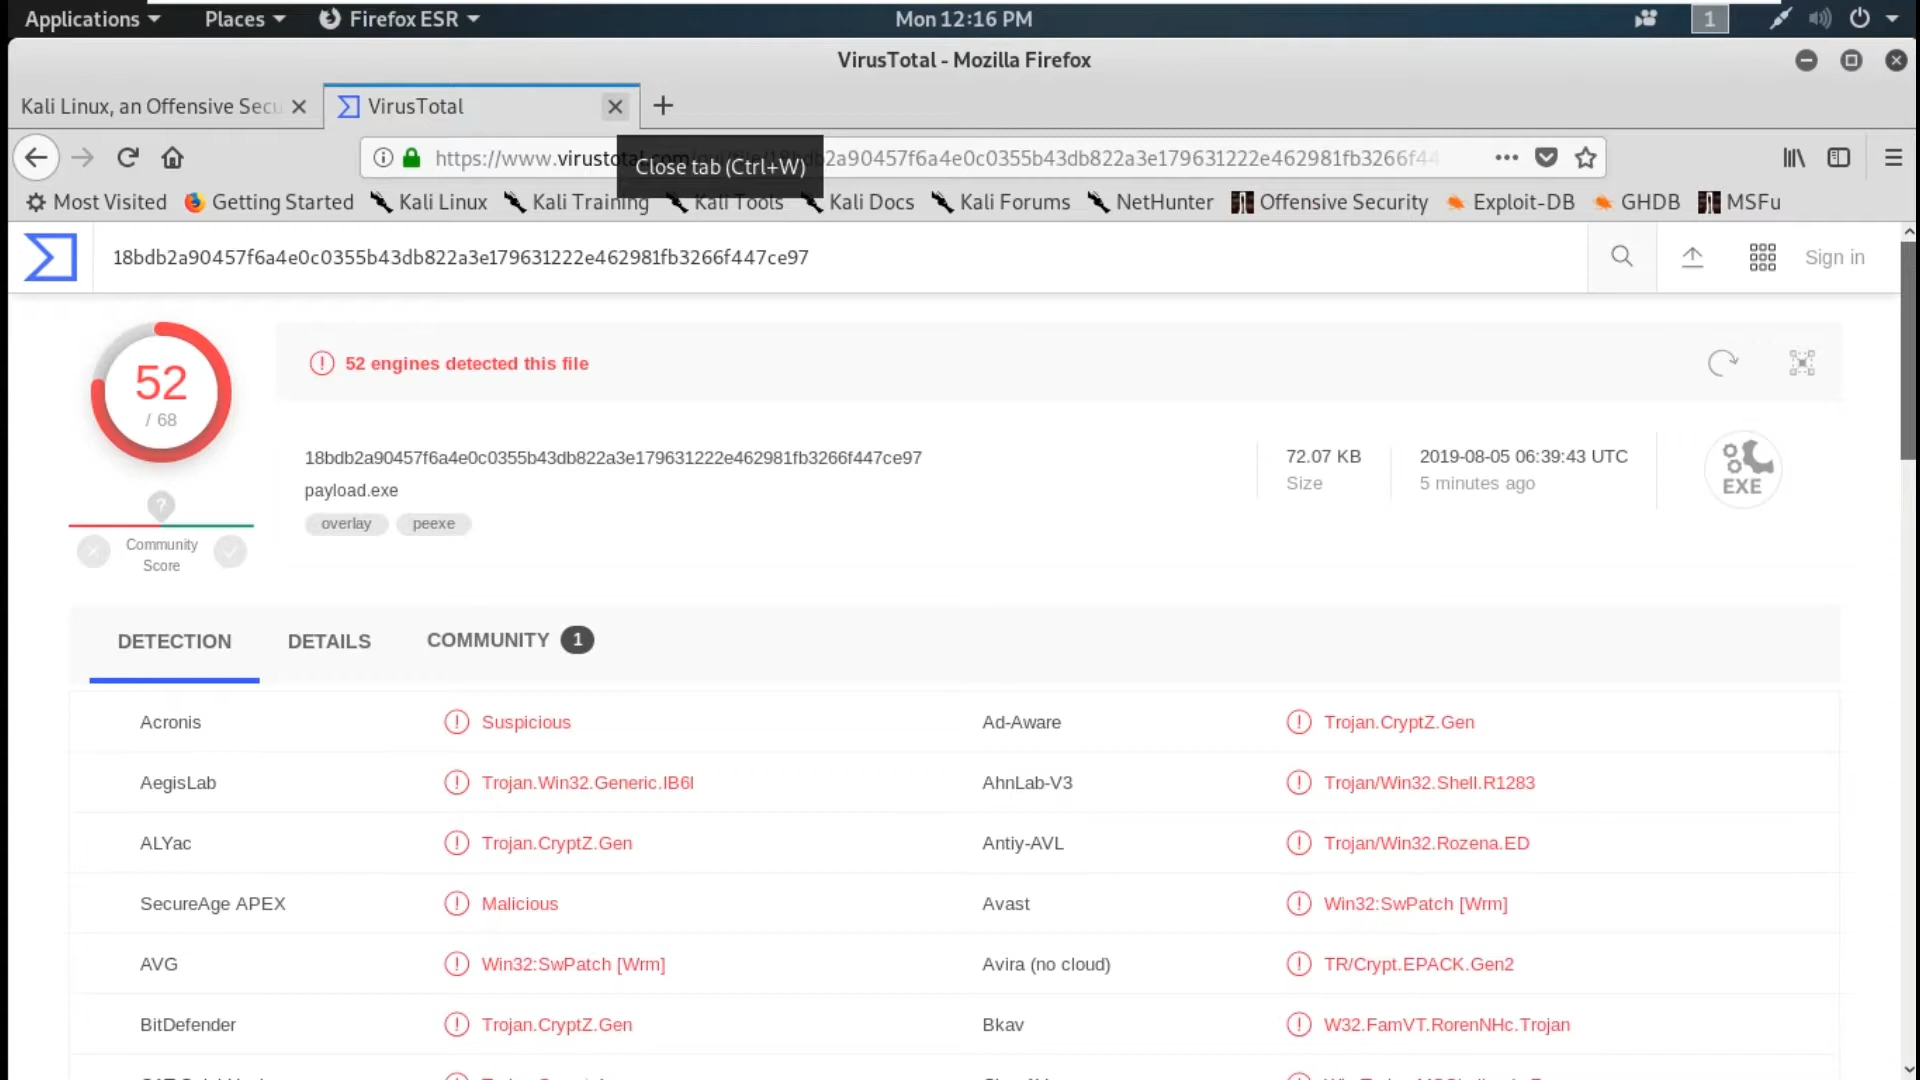 Applications Places Firefox ESR Mon 12:16 PM 1
VirusTotal - Mozilla Firefox
Kali Linux, an Offensive Secu VirusTotal
https://www.virustotal.com/gui/file/18bdb2a90457f6a4e0c0355b43db822a3e179631222e462981fb3266f44
Close tab (Ctrl+W)
Most Visited Getting Started Kali Linux Kali Training Kali Tools Kali Docs Kali Forums NetHunter Offensive Security Exploit-DB GHDB MSFu
18bdb2a90457f6a4e0c0355b43db822a3e179631222e462981fb3266f447ce97 Sign in
52 engines detected this file
52
/ 68
18bdb2a90457f6a4e0c0355b43db822a3e179631222e462981fb3266f447ce97 72.07 KB 2019-08-05 06:39:43 UTC
payload.exe Size 5 minutes ago EXE
overlay peexe
?
Community
Score
DETECTION DETAILS COMMUNITY 1
Acronis Suspicious Ad-Aware Trojan.CryptZ.Gen
AegisLab Trojan.Win32.Generic.lB6l AhnLab-V3 Trojan/Win32.Shell.R1283
ALYac Trojan.CryptZ.Gen Antiy-AVL Trojan/Win32.Rozena.ED
SecureAge APEX Malicious Avast Win32:SwPatch [Wrm]
AVG Win32:SwPatch [Wrm] Avira (no cloud) TR/Crypt.EPACK.Gen2
BitDefender Trojan.CryptZ.Gen Bkav W32.FamVT.RorenNHc.Trojan